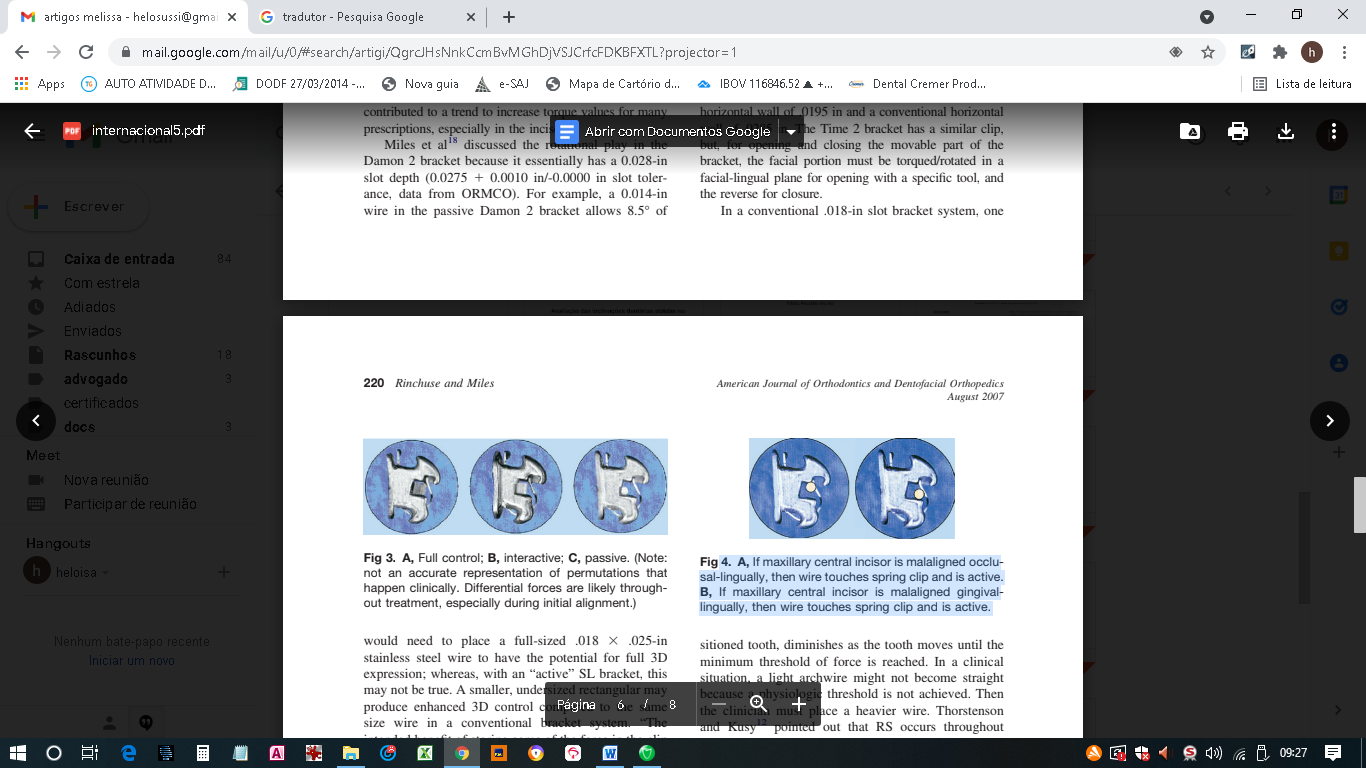 artigos melissa - helosussi@gmai
tradutor - Pesquisa Google
mail.google.com/mail/u/0/#search/artigi/QgrcJHsNnkCcmBvMGhDjVSJCrfcFDKBFXTL?projector=1
h
Apps
AUTO ATIVIDADE D...
DODF 27/03/2014 -...
Nova guia
e-SAJ
Mapa de Cartório d...
IBOV 116846.52 ▲ +...
Dental Cremer Prod...
Lista de leitura
PDF internacional5.pdf
Abrir com Documentos Google
Escrever
Caixa de entrada 84
Com estrela
Adiados
Enviados
Rascunhos 18
advogado 3
certificados
docs 3
Meet
Nova reunião
Participar de reunião
Hangouts
h heloisa
Nenhum bate-papo recente
Iniciar um novo
contributed to a trend to increase torque values for many
prescriptions, especially in the inci
Miles et al18 discussed the rotational play in the
Damon 2 bracket because it essentially has a 0.028-in
slot depth (0.0275 + 0.0010 in/-0.0000 in slot toler-
ance, data from ORMCO). For example, a 0.014-in
wire in the passive Damon 2 bracket allows 8.5° of
horizontal wall of .0195 in and a conventional horizontal
The Time 2 bracket has a similar clip,
but, for opening and closing the movable part of the
bracket, the facial portion must be torqued/rotated in a
facial-lingual plane for opening with a specific tool, and
the reverse for closure.
In a conventional .018-in slot bracket system, one
220 Rinchuse and Miles
American Journal of Orthodontics and Dentofacial Orthopedics
August 2007
Fig 3. A, Full control; B, interactive; C, passive. (Note:
not an accurate representation of permutations that
happen clinically. Differential forces are likely through-
out treatment, especially during initial alignment.)
Fig 4. A, If maxillary central incisor is malaligned occlu-
sal-lingually, then wire touches spring clip and is active.
B, If maxillary central incisor is malaligned gingival-
lingually, then wire touches spring clip and is active.
would need to place a full-sized .018 × .025-in
stainless steel wire to have the potential for full 3D
expression; whereas, with an “active” SL bracket, this
may not be true. A smaller, undersized rectangular may
produce enhanced 3D control to the same
size wire in a conventional bracket system. “The
sitioned tooth, diminishes as the tooth moves until the
minimum threshold of force is reached. In a clinical
situation, a light archwire might not become straight
because a physiologic threshold is not achieved. Then
the clinician must place a heavier wire. Thorstenson
and Kusy12 pointed out that RS occurs throughout
Página 6 / 8
09:27